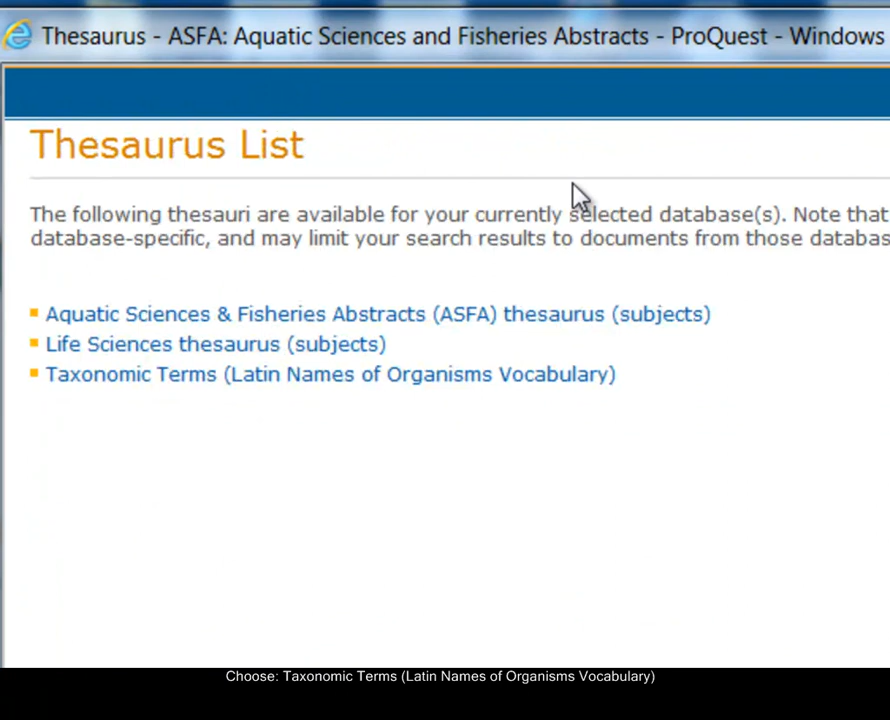 Thesaurus - ASFA: Aquatic Sciences and Fisheries Abstracts - ProQuest - Windows
Thesaurus List
The following thesauri are available for your currently selected database(s). Note that
database-specific, and may limit your search results to documents from those databas
Aquatic Sciences & Fisheries Abstracts (ASFA) thesaurus (subjects)
Life Sciences thesaurus (subjects)
Taxonomic Terms (Latin Names of Organisms Vocabulary)
Choose: Taxonomic Terms (Latin Names of Organisms Vocabulary)